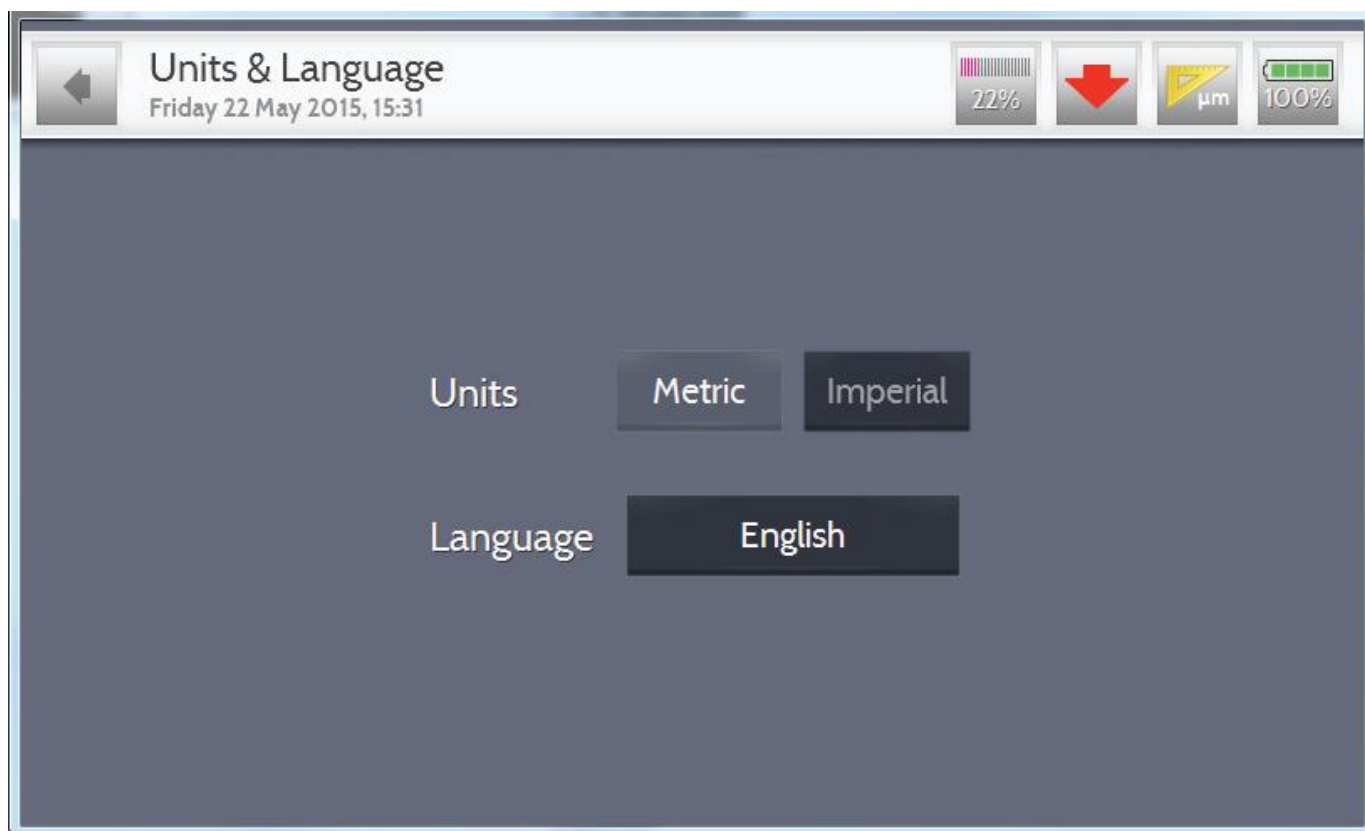 Units & Language
Friday 22 May 2015, 15:31
22%
µm
100%
Units Metric Imperial
Language English